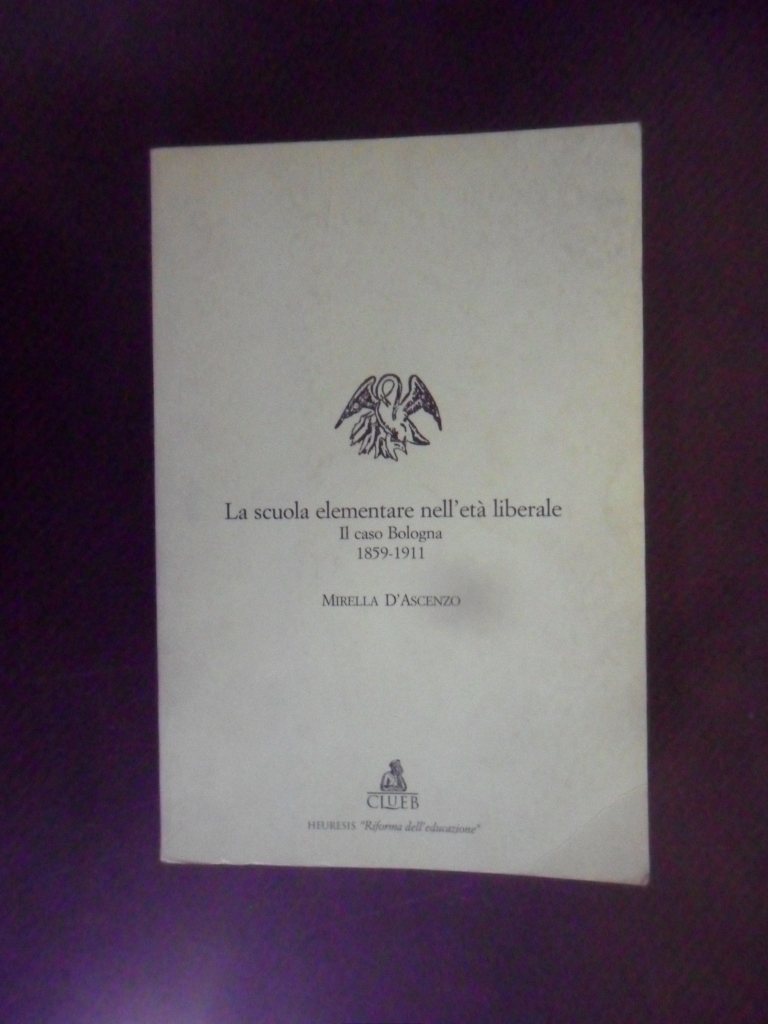 La scuola elementare nell'età liberale
Il caso Bologna
1859-1911
MIRELLA D'ASCENZO
CLUEB
HEURESIS "Riforma dell'educazione"